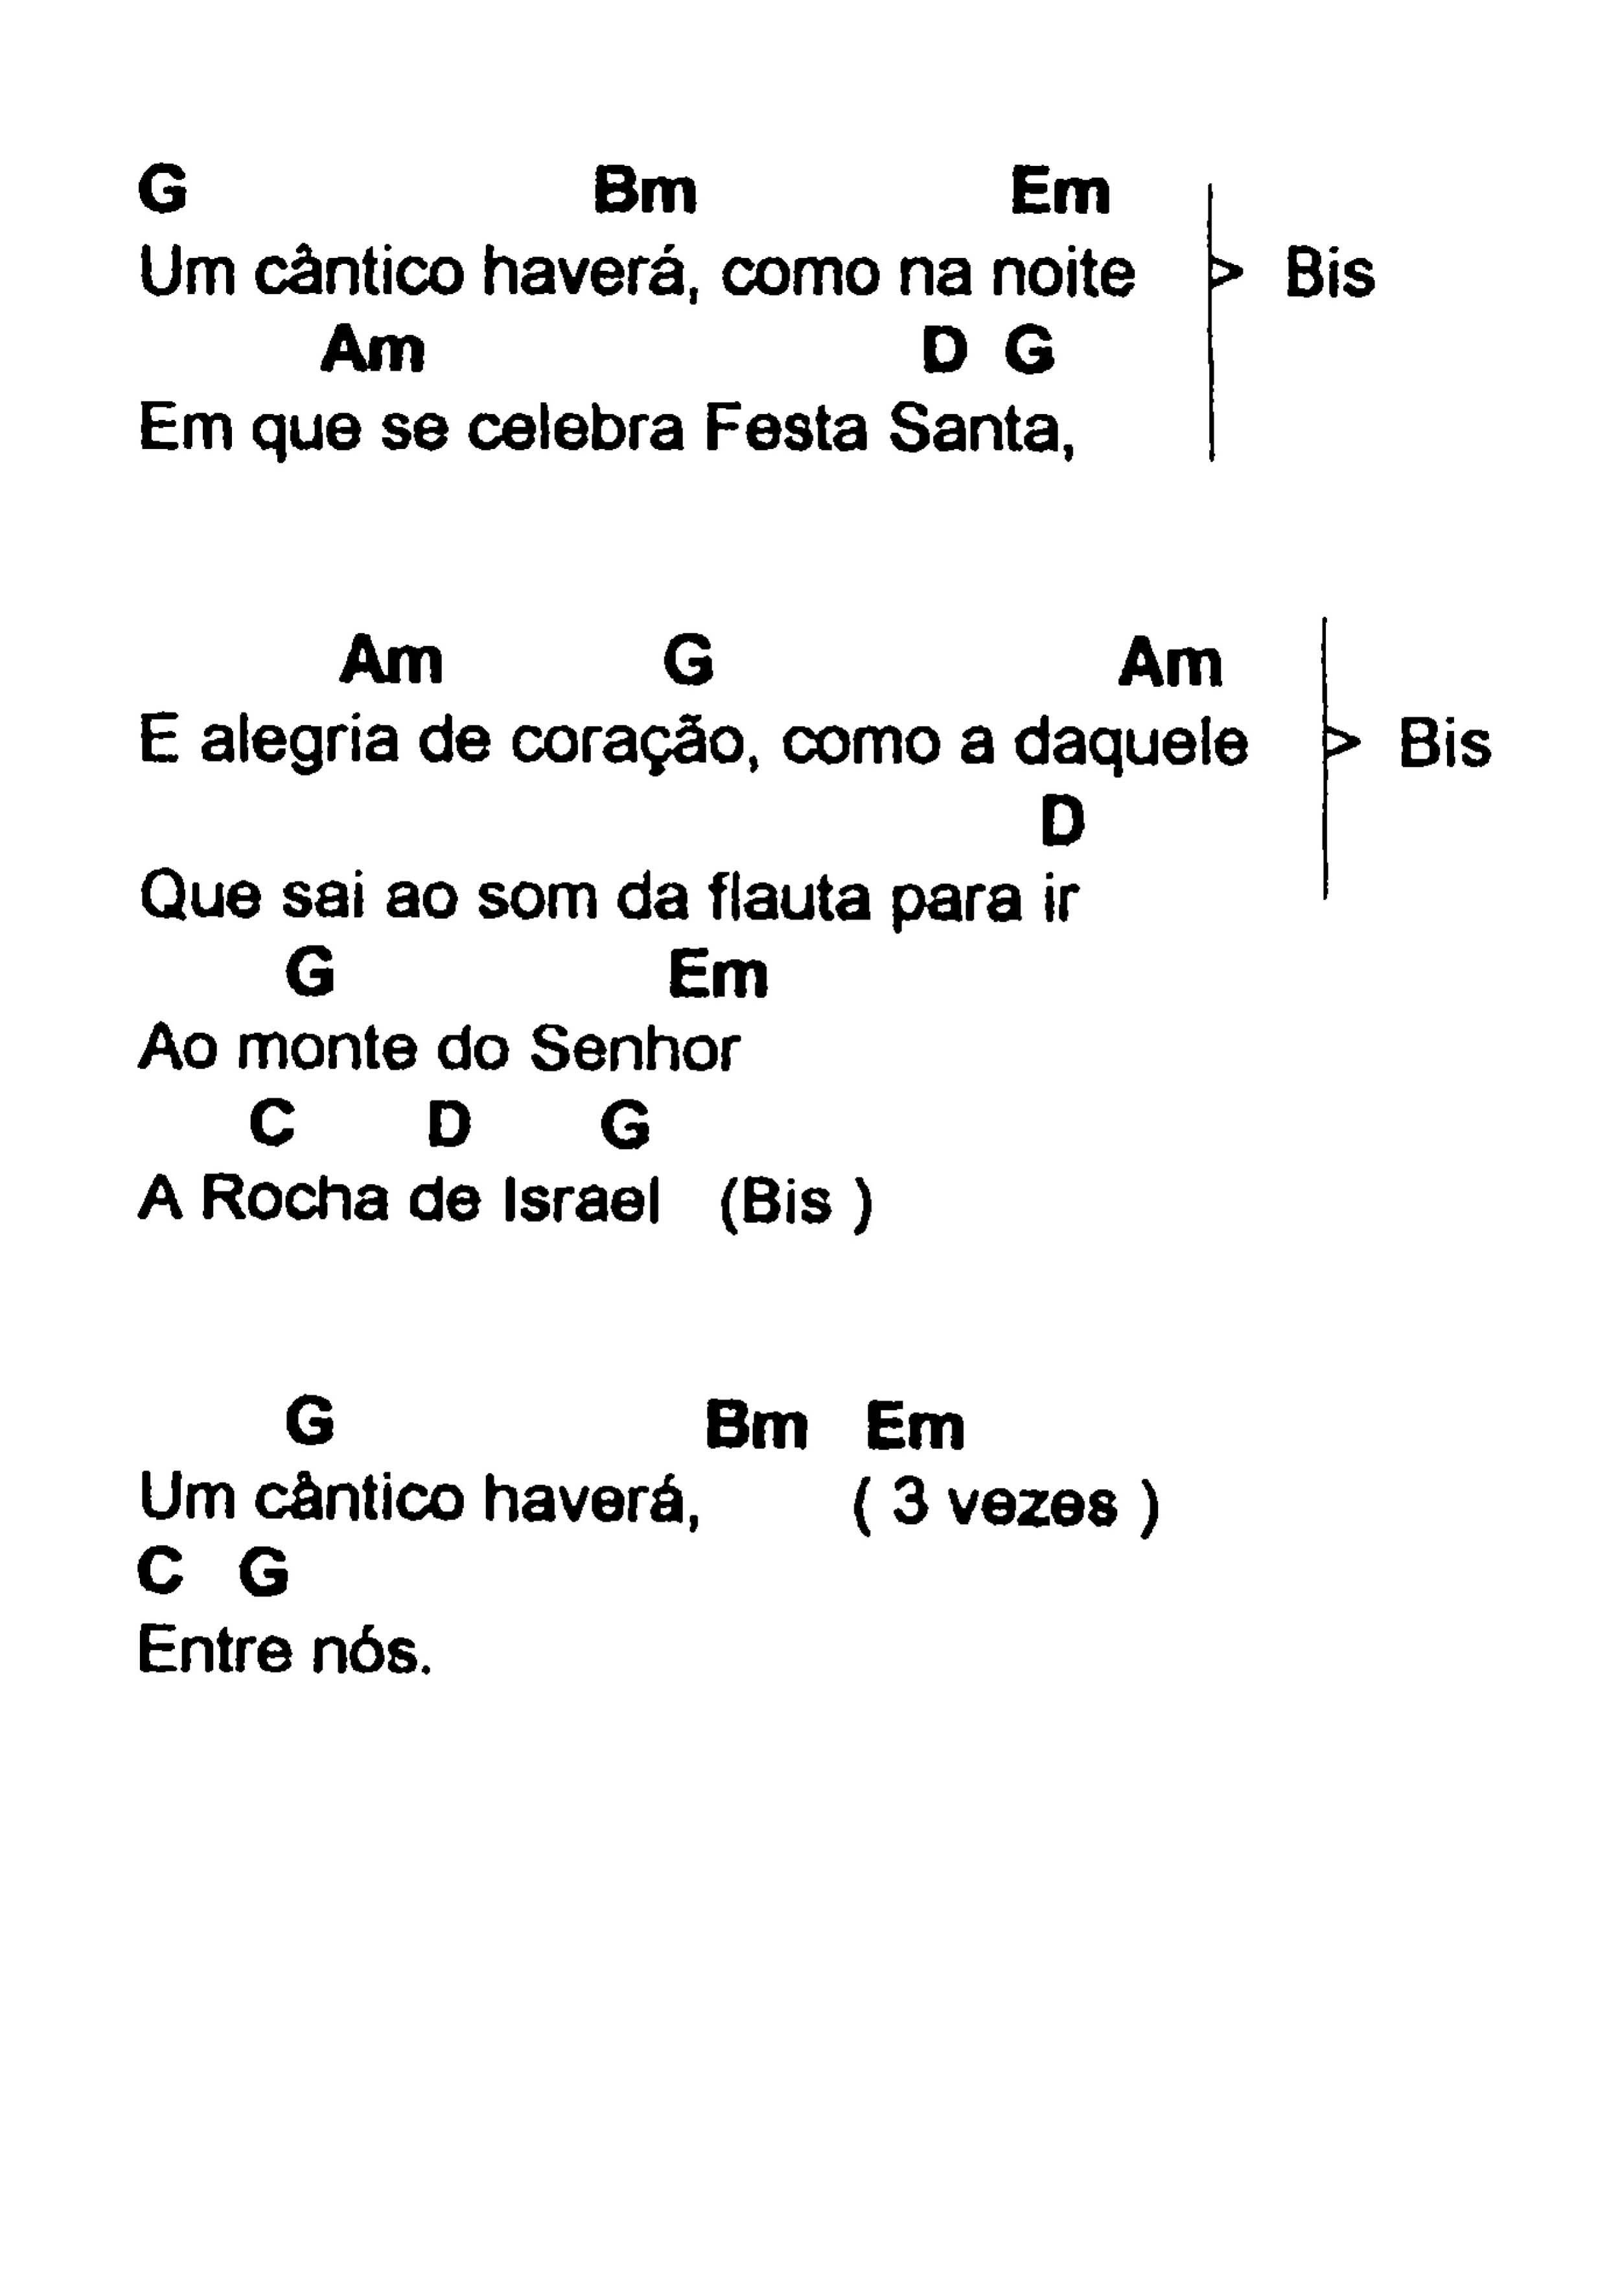 G Bm Em
Um cântico haverá, como na noite > Bis
Am D G
Em que se celebra Festa Santa,
Am G Am
E alegria de coração, como a daquele > Bis
D
Que sai ao som da flauta para ir
G Em
Ao monte do Senhor
C D G
A Rocha de Israel (Bis )
G Bm Em
Um cântico haverá, ( 3 vezes )
C G
Entre nós.